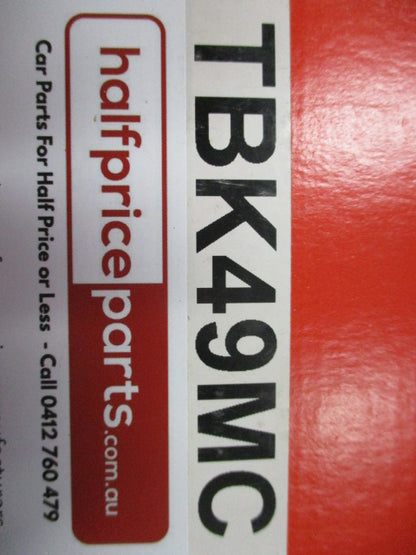 TBK49MC
halfpriceparts.com.au
Car Parts For Half Price or Less - Call 0412 760 479